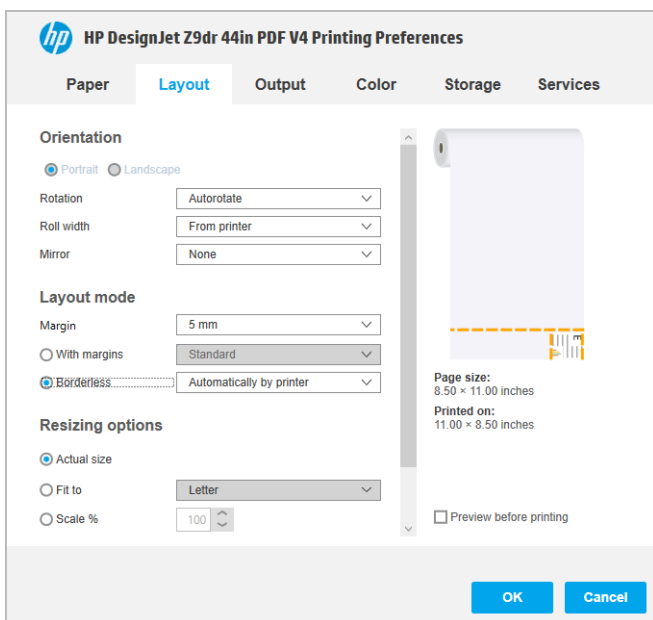 hp HP DesignJet Z9dr 44in PDF V4 Printing Preferences
Paper Layout Output Color Storage Services
Orientation
Portrait Landscape
Rotation Autorotate
Roll width From printer
Mirror None
Layout mode
Margin 5 mm
With margins Standard
Borderless Automatically by printer
Resizing options
Actual size
Fit to Letter
Scale % 100
Page size:
8.50 × 11.00 inches
Printed on:
11.00 × 8.50 inches
Preview before printing
OK Cancel